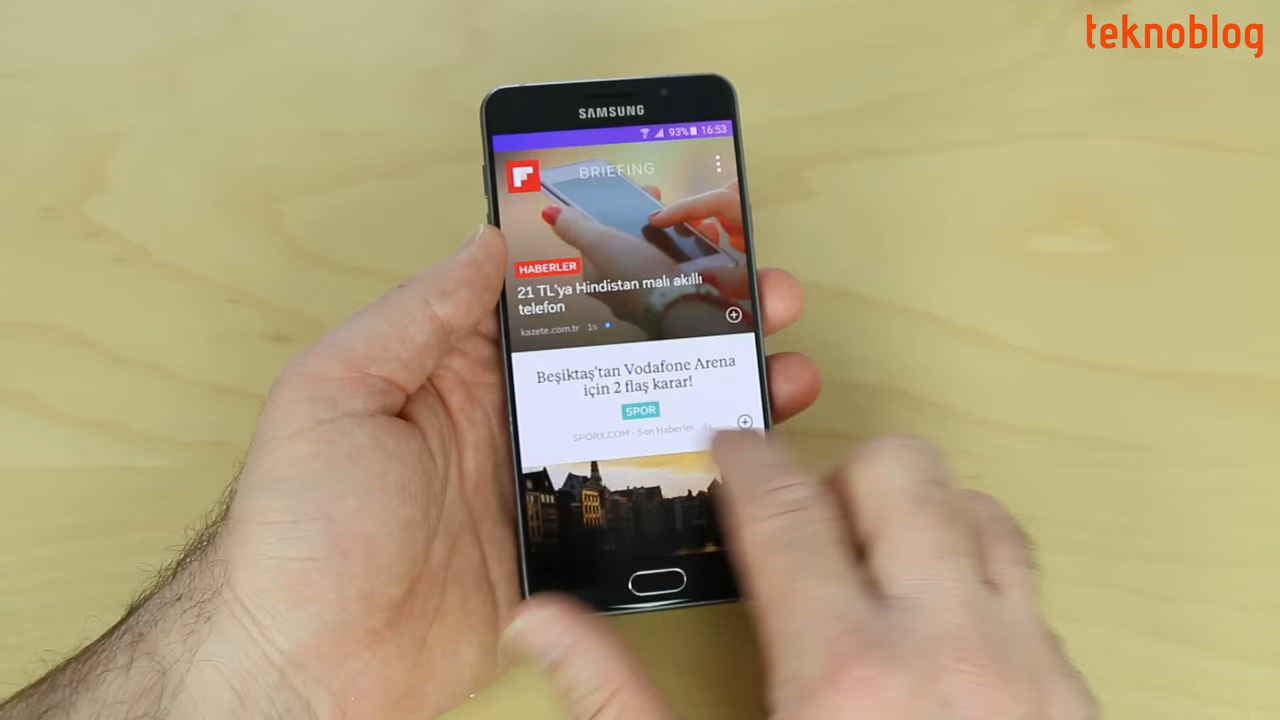 teknoblog
SAMSUNG
93% 16:53
BRIEFING
HABERLER
21 TL'ya Hindistan malı akıllı
telefon
kazete.com.tr 1s
Beşiktaş'tan Vodafone Arena
için 2 flaş karar!
SPOR
SPORX.COM - Son Haberler